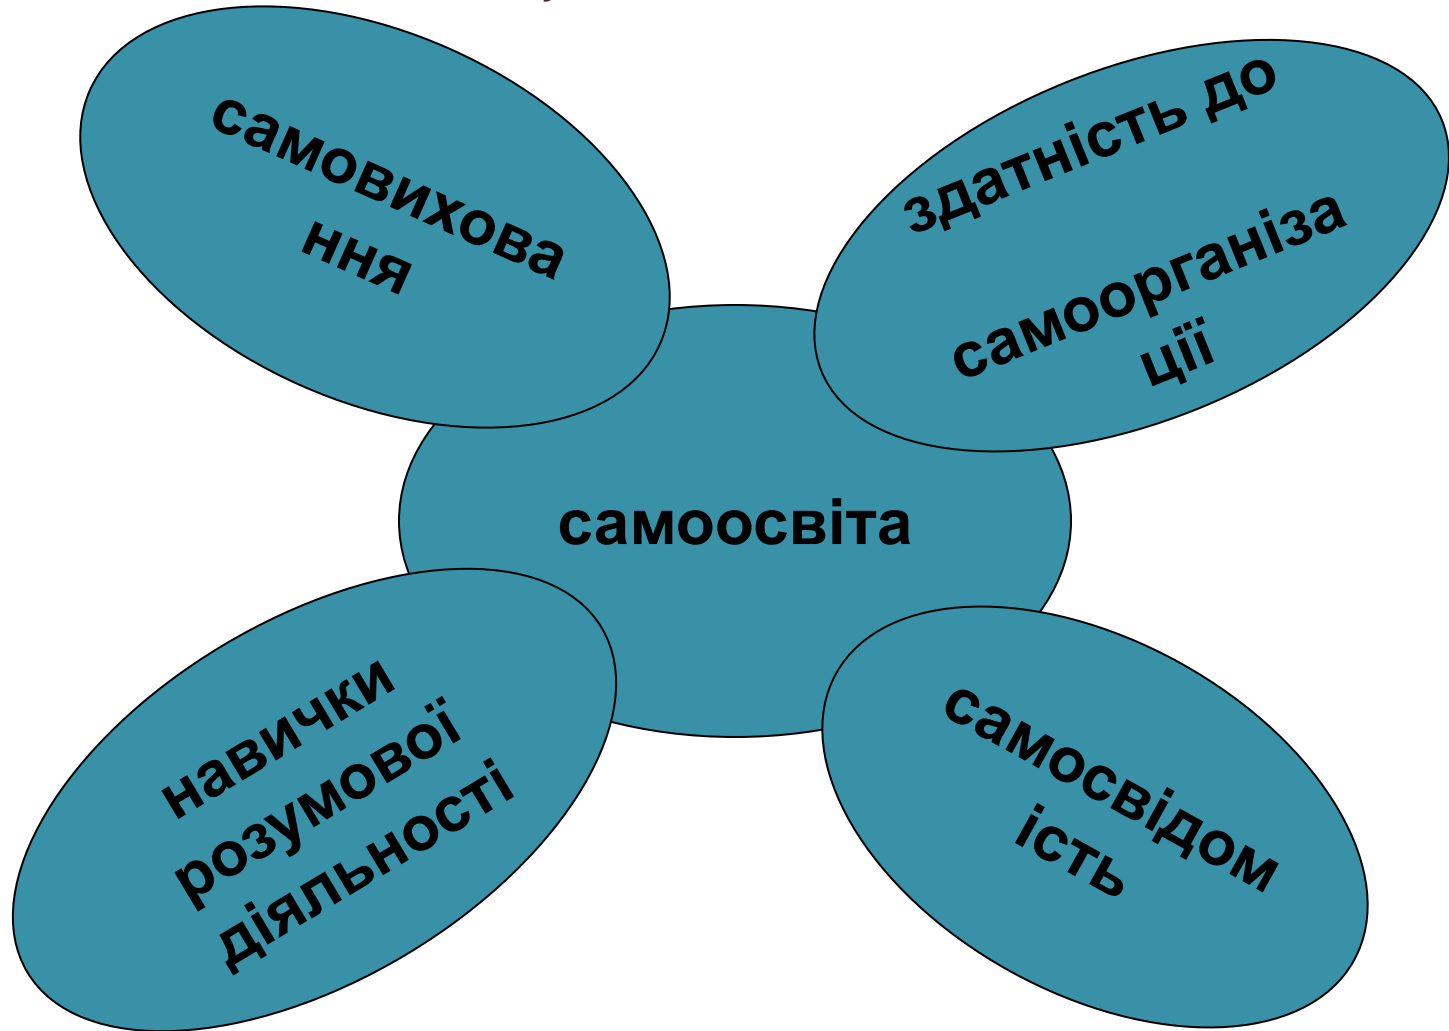 самовихова
ння
здатність до
самоорганіза
ції
самоосвіта
навички
розумової
діяльності
самосвідом
ість